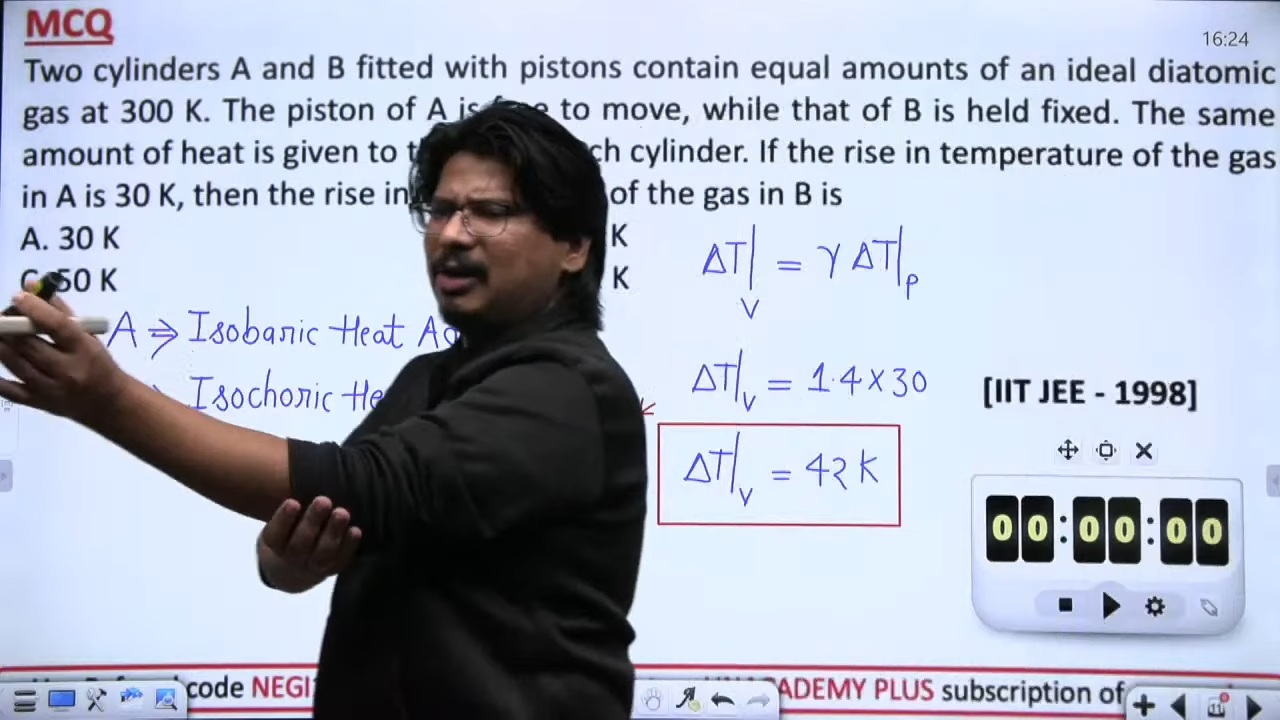 MCQ
16:24
Two cylinders A and B fitted with pistons contain equal amounts of an ideal diatomic
gas at 300 K. The piston of A is to move, while that of B is held fixed. The same
amount of heat is given to cylinder. If the rise in temperature of the gas
in A is 30 K, then the rise in of the gas in B is
A. 30 K K
50 K K
ΔT|V = γ ΔT|p
A ⇒ Isobaric Heat
ΔT|V = 1.4 × 30
Isochoric
[IIT JEE - 1998]
ΔT|V = 42 K
00:00:00
code NEGI ACADEMY PLUS subscription of